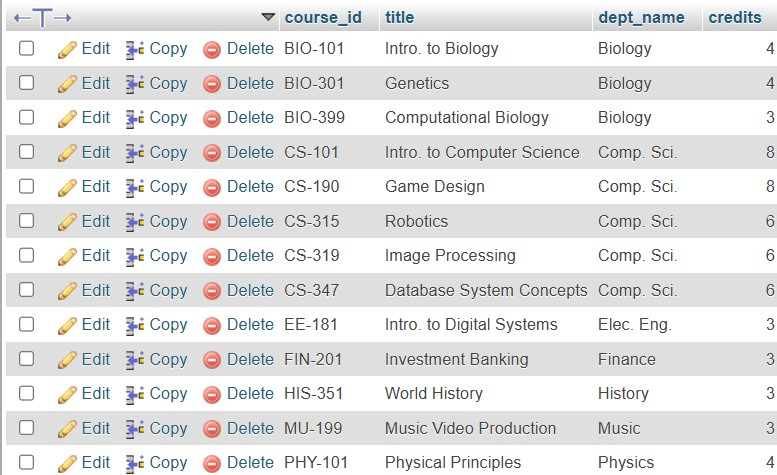 course_id title dept_name credits
Edit Copy Delete BIO-101 Intro. to Biology Biology 4
Edit Copy Delete BIO-301 Genetics Biology 4
Edit Copy Delete BIO-399 Computational Biology Biology 3
Edit Copy Delete CS-101 Intro. to Computer Science Comp. Sci. 8
Edit Copy Delete CS-190 Game Design Comp. Sci. 8
Edit Copy Delete CS-315 Robotics Comp. Sci. 6
Edit Copy Delete CS-319 Image Processing Comp. Sci. 6
Edit Copy Delete CS-347 Database System Concepts Comp. Sci. 6
Edit Copy Delete EE-181 Intro. to Digital Systems Elec. Eng. 3
Edit Copy Delete FIN-201 Investment Banking Finance 3
Edit Copy Delete HIS-351 World History History 3
Edit Copy Delete MU-199 Music Video Production Music 3
Edit Copy Delete PHY-101 Physical Principles Physics 4